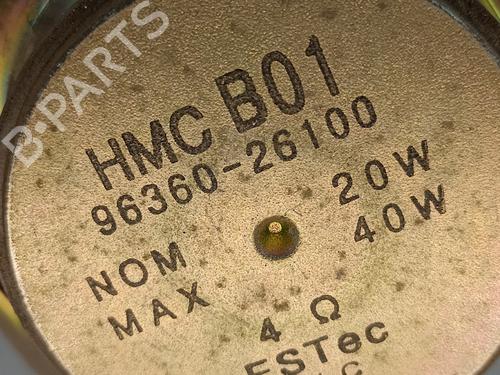 B-PARTS
HMC B01
96360-26100
NOM 20W
MAX 40W
4 Ω
ESTec